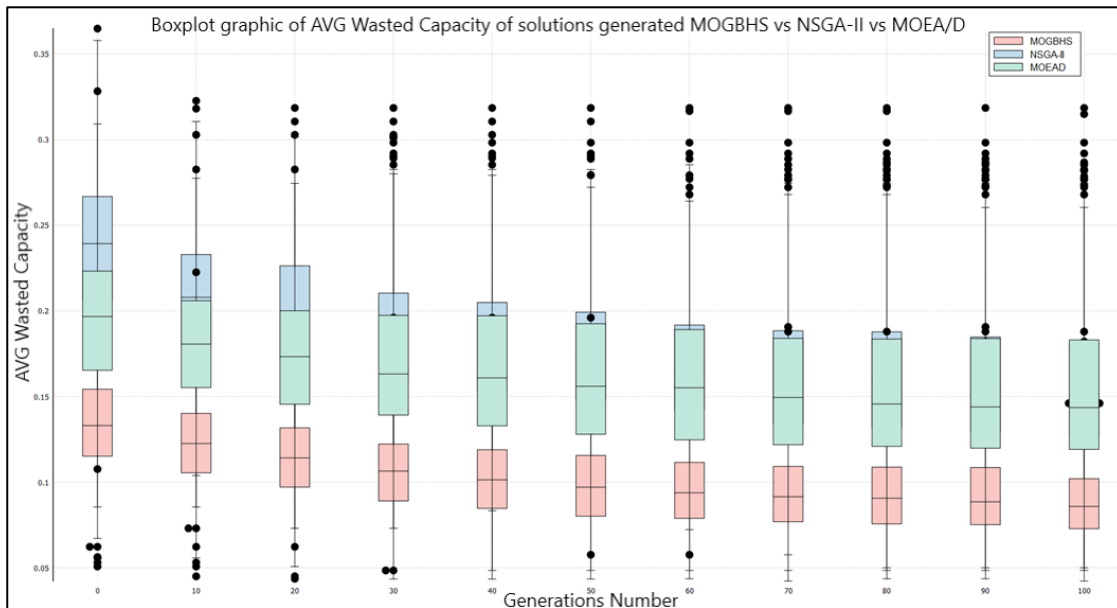 Boxplot graphic of AVG Wasted Capacity of solutions generated MOGBHS vs NSGA-II vs MOEA/D
MOGBHS
NSGA-II
MOEAD
AVG Wasted Capacity
0.35
0.3
0.25
0.2
0.15
0.1
0.05
0 10 20 30 40 50 60 70 80 90 100
Generations Number